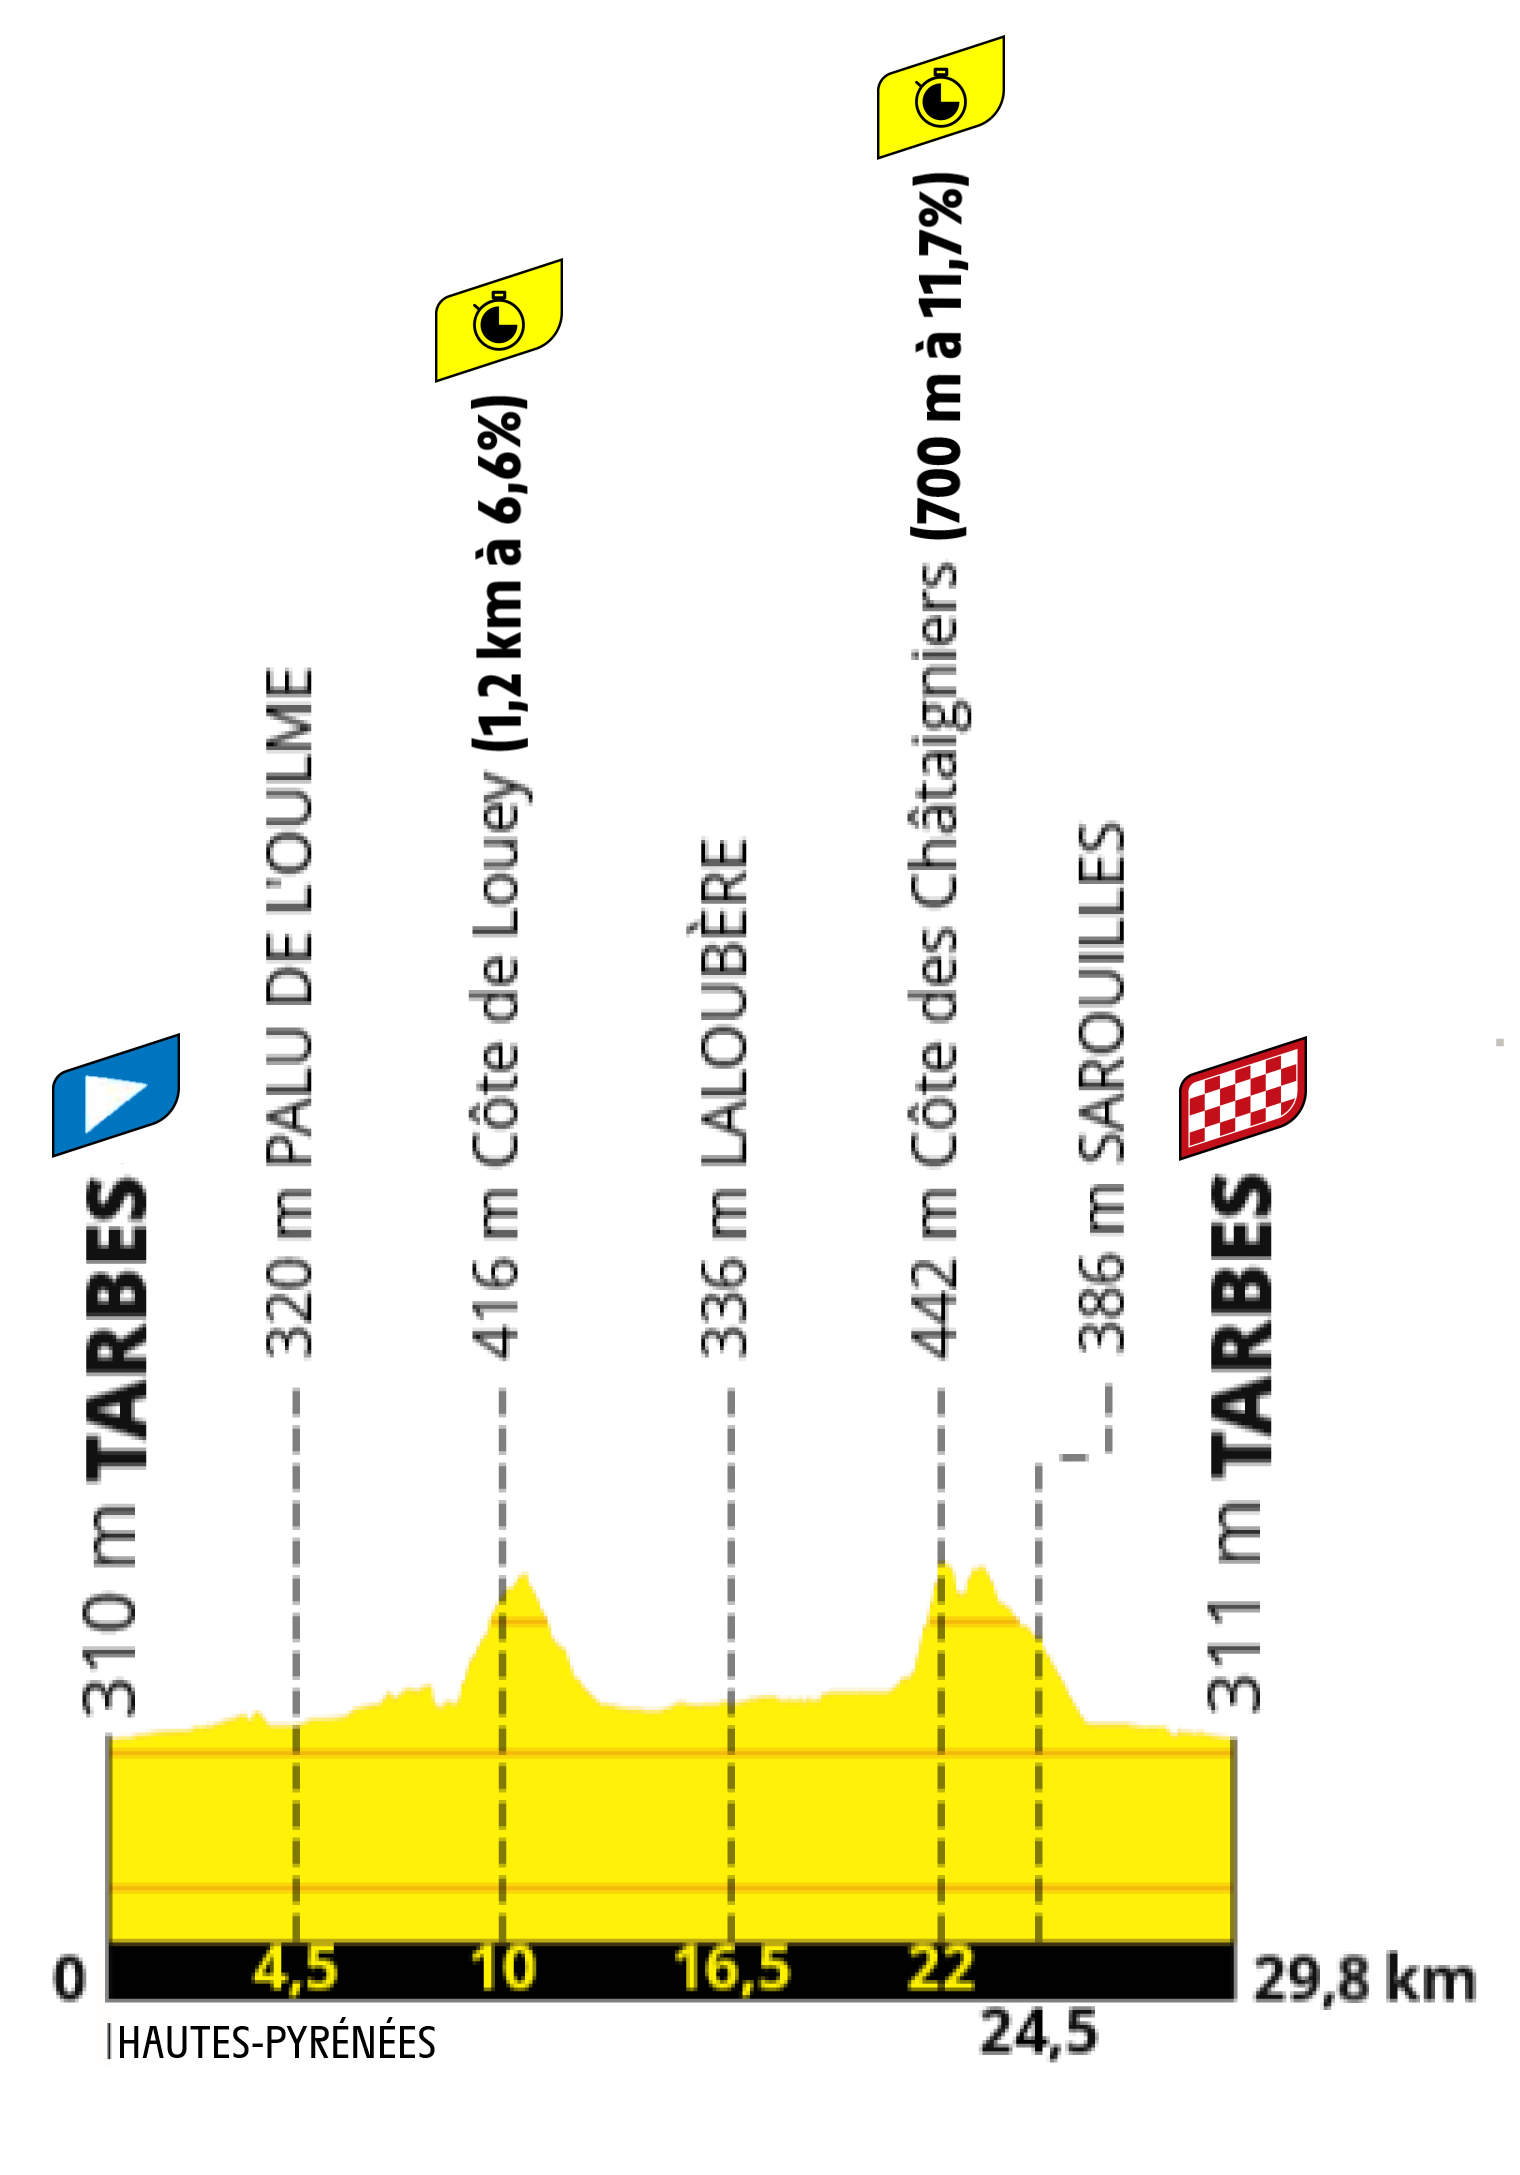 310 m TARBES
320 m PALU DE L'OULME
416 m Côte de Louey (1,2 km à 6,6%)
336 m LALOUBÈRE
442 m Côte des Châtaigniers (700 m à 11,7%)
386 m SAROUILLES
311 m TARBES
0
4,5
10
16,5
22
24,5
29,8 km
HAUTES-PYRÉNÉES